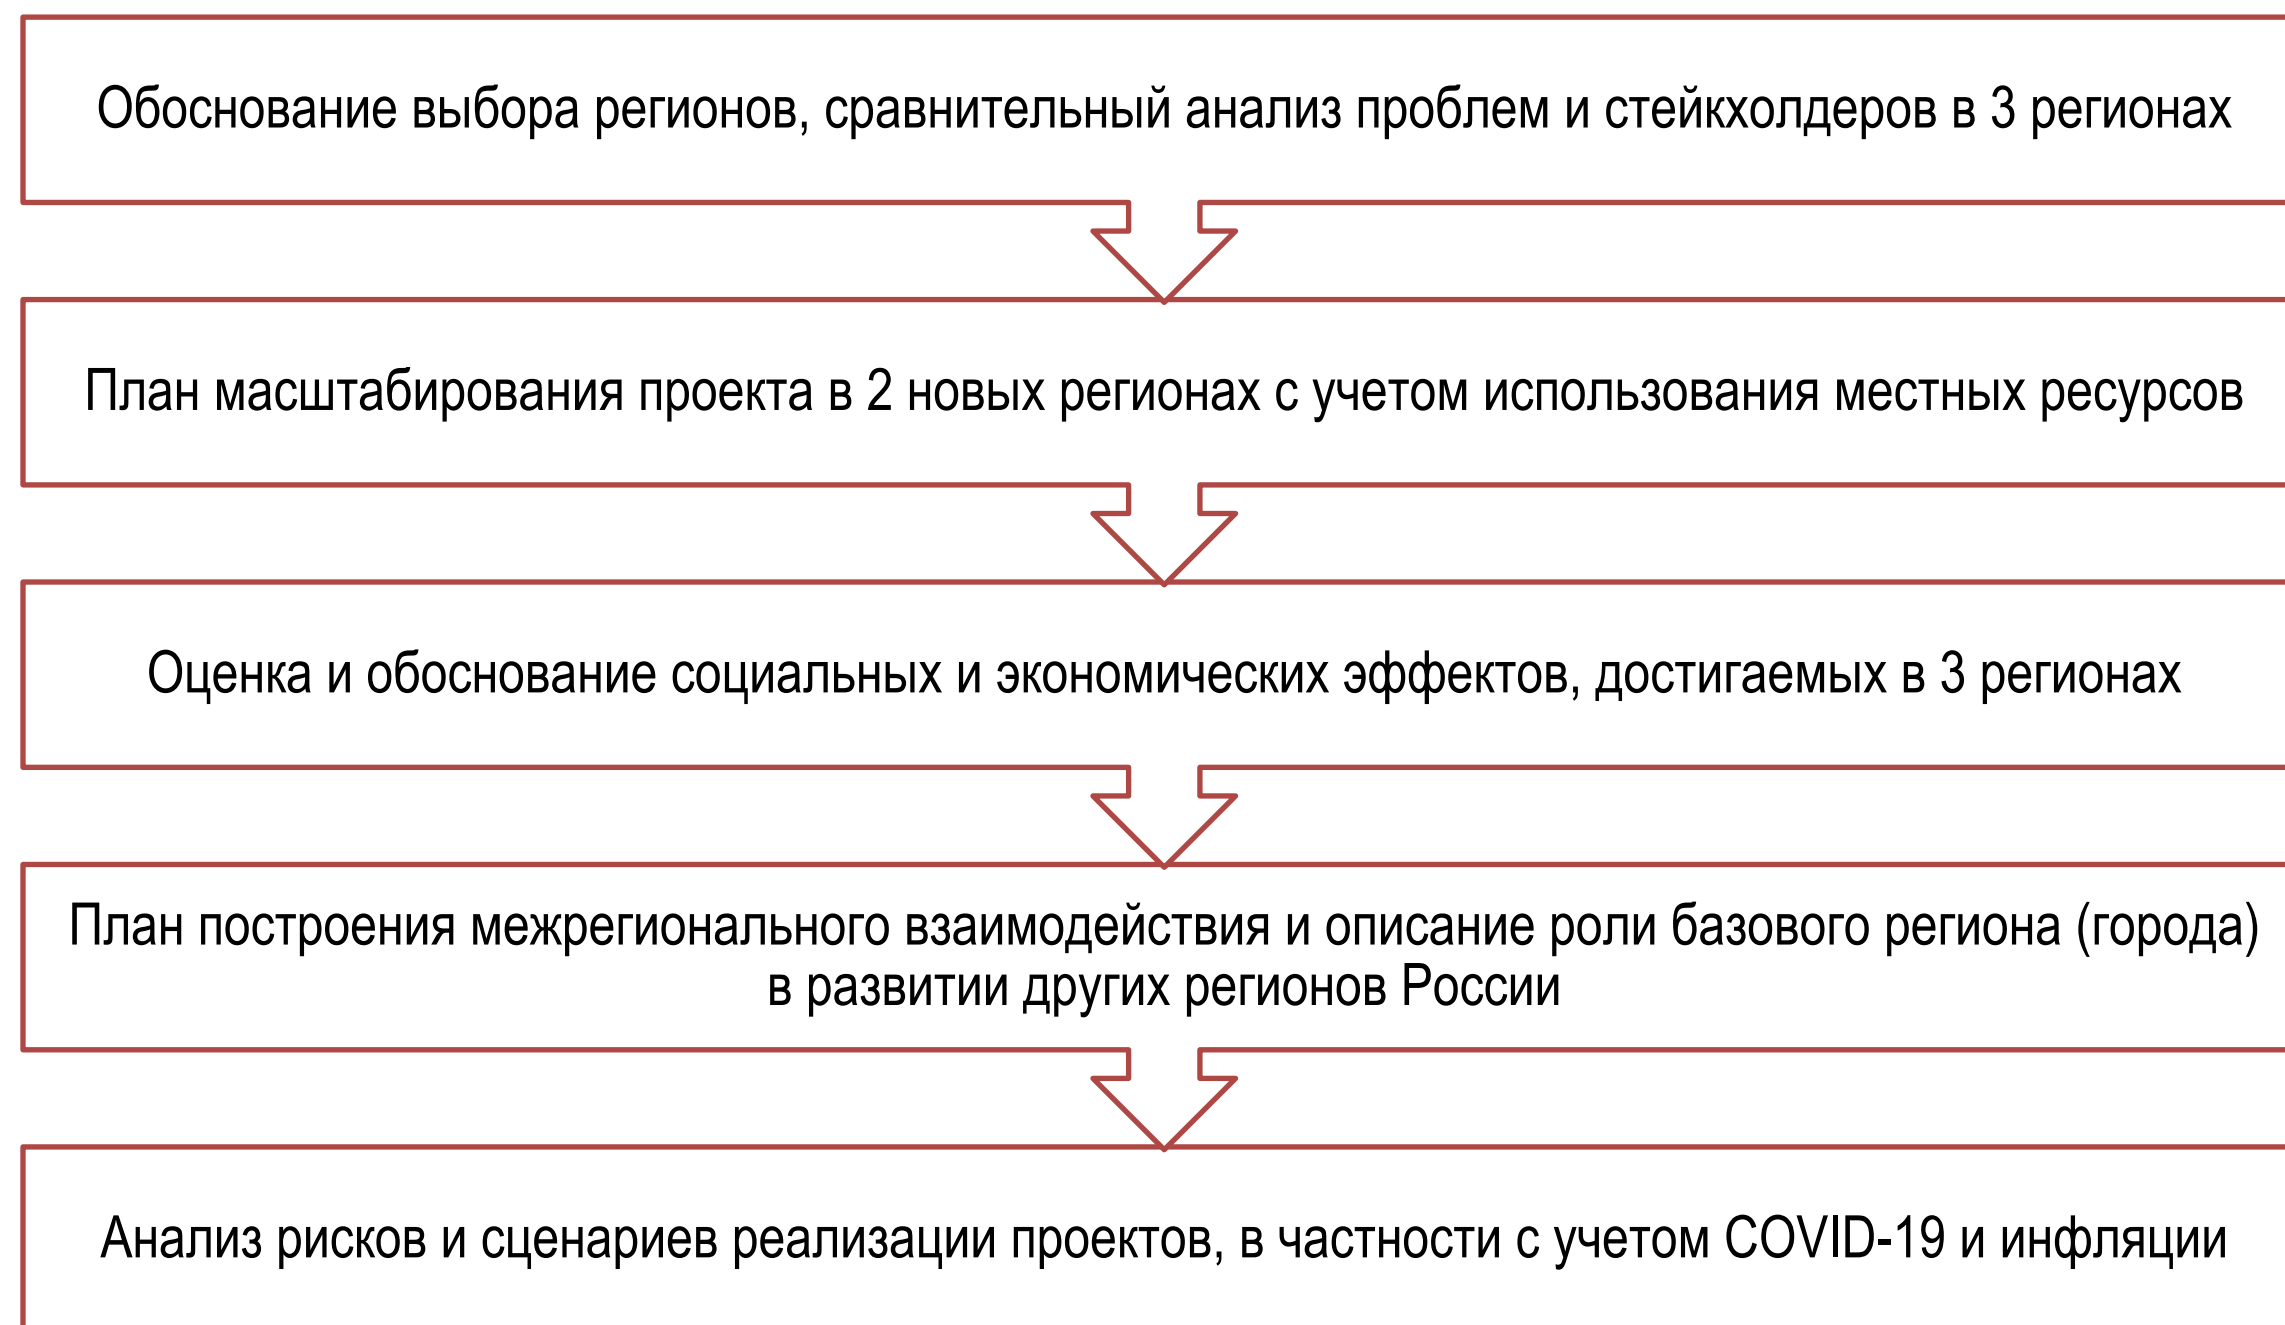 Обоснование выбора регионов, сравнительный анализ проблем и стейкхолдеров в 3 регионах
План масштабирования проекта в 2 новых регионах с учетом использования местных ресурсов
Оценка и обоснование социальных и экономических эффектов, достигаемых в 3 регионах
План построения межрегионального взаимодействия и описание роли базового региона (города)
в развитии других регионов России
Анализ рисков и сценариев реализации проектов, в частности с учетом COVID-19 и инфляции